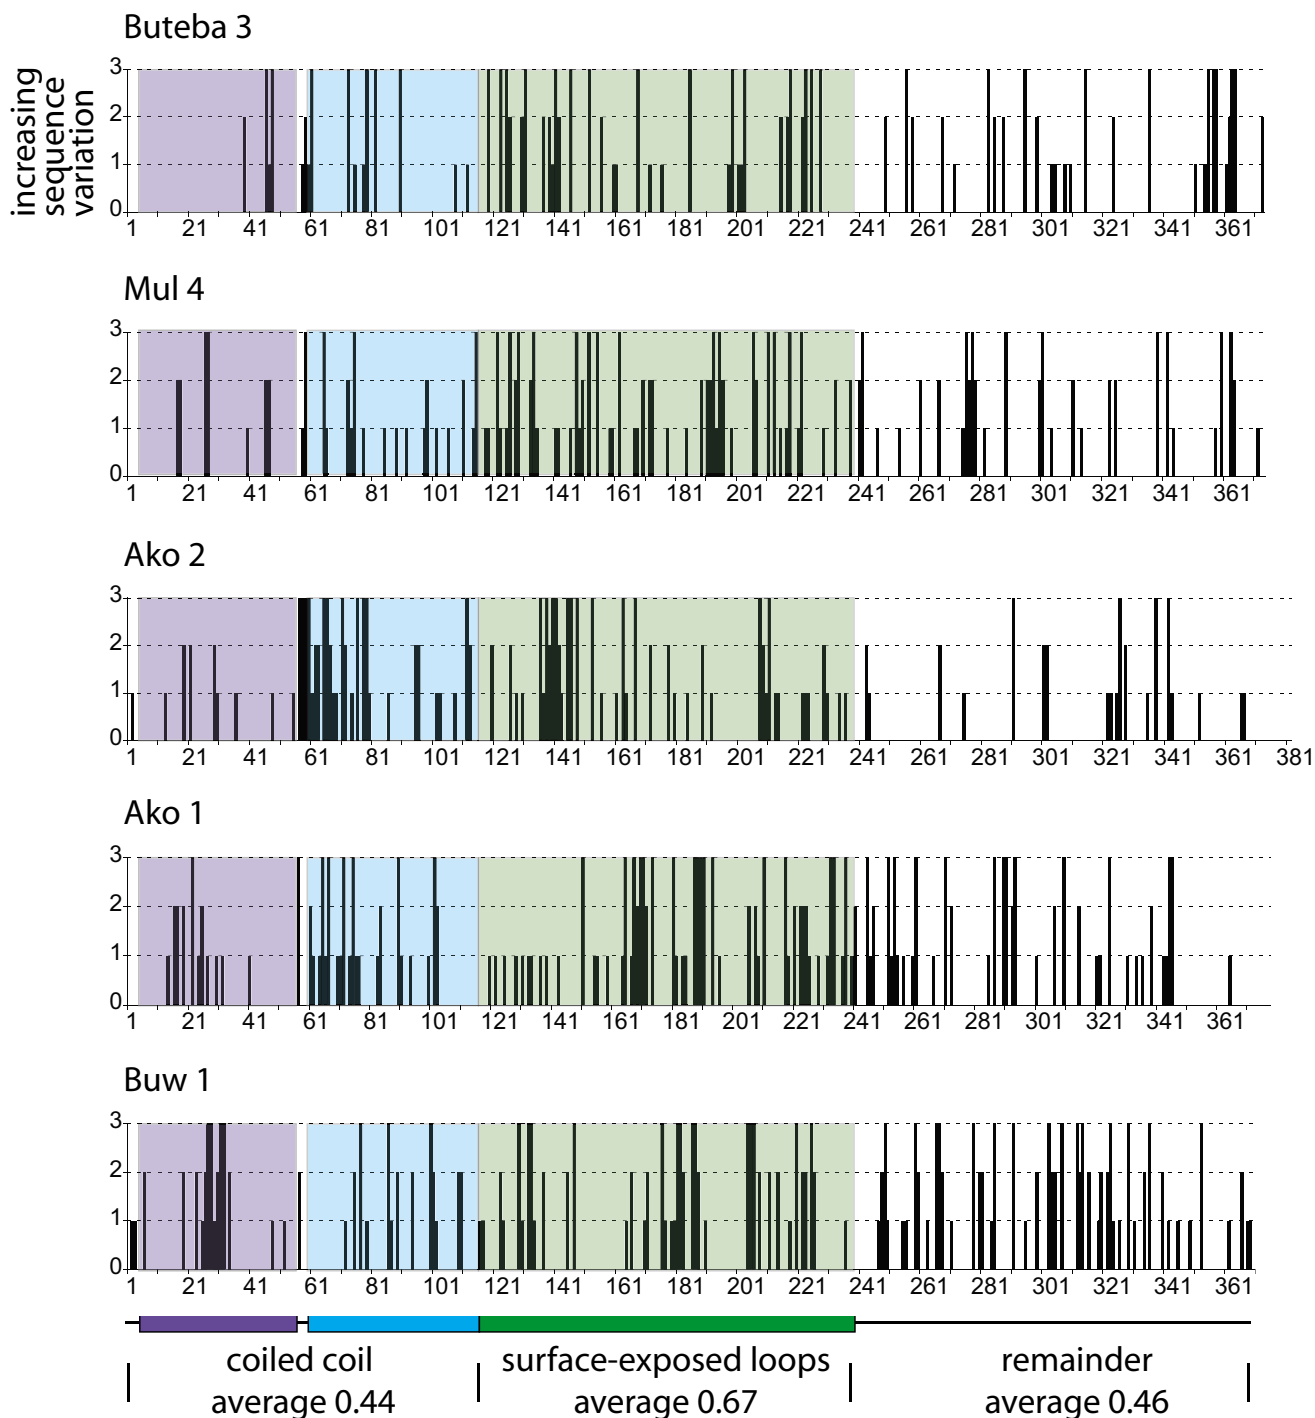 Buteba 3
increasing
sequence
variation
3
2
1
0
1 21 41 61 81 101 121 141 161 181 201 221 241 261 281 301 321 341 361
Mul 4
3
2
1
0
1 21 41 61 81 101 121 141 161 181 201 221 241 261 281 301 321 341 361
Ako 2
3
2
1
0
1 21 41 61 81 101 121 141 161 181 201 221 241 261 281 301 321 341 361 381
Ako 1
3
2
1
0
1 21 41 61 81 101 121 141 161 181 201 221 241 261 281 301 321 341 361
Buw 1
3
2
1
0
1 21 41 61 81 101 121 141 161 181 201 221 241 261 281 301 321 341 361
coiled coil surface-exposed loops remainder
average 0.44 average 0.67 average 0.46